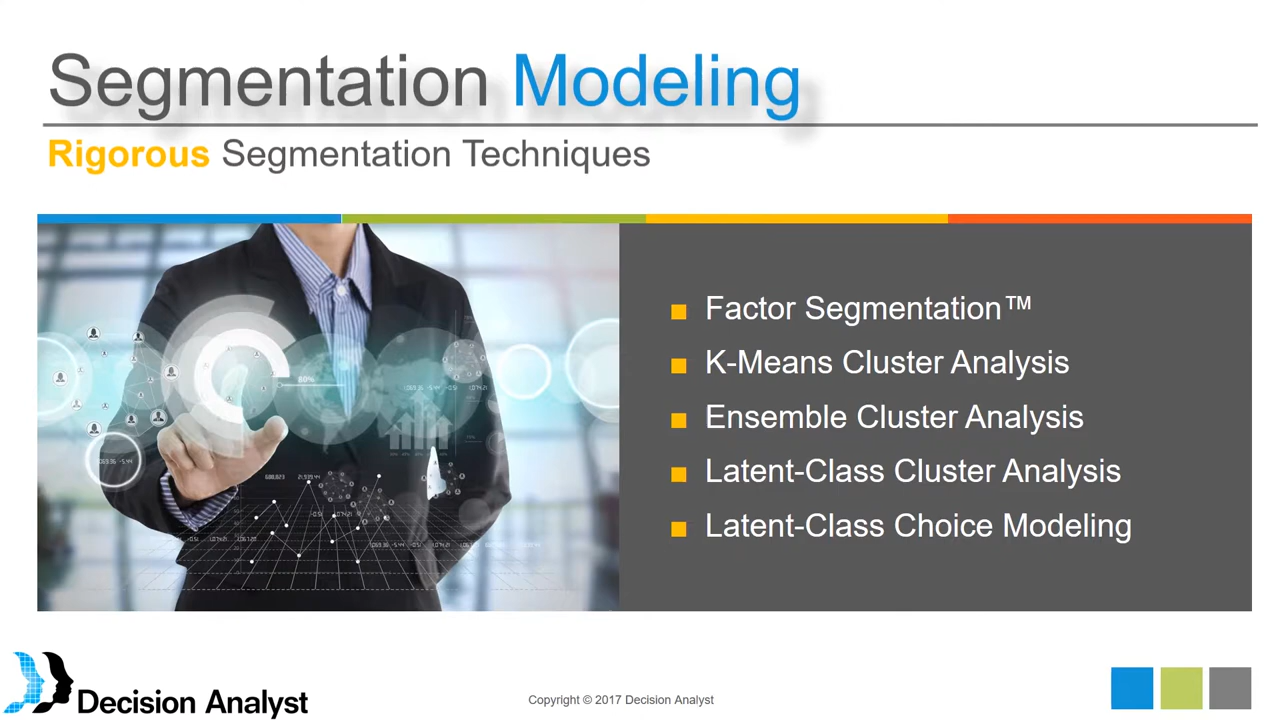 Segmentation Modeling
Rigorous Segmentation Techniques
Factor Segmentation™
K-Means Cluster Analysis
Ensemble Cluster Analysis
Latent-Class Cluster Analysis
Latent-Class Choice Modeling
80%
Decision Analyst
Copyright © 2017 Decision Analyst